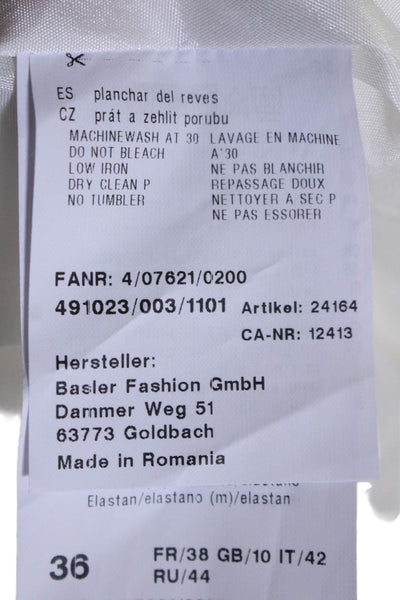 ES planchar del reves
CZ prát a zehlit porubu
MACHINEWASH AT 30 LAVAGE EN MACHINE
DO NOT BLEACH A'30
LOW IRON NE PAS BLANCHIR
DRY CLEAN P REPASSAGE DOUX
NO TUMBLER NETTOYER A SEC P
NE PAS ESSORER
FANR: 4/07621/0200
491023/003/1101 Artikel: 24164
CA-NR: 12413
Hersteller:
Basler Fashion GmbH
Dammer Weg 51
63773 Goldbach
Made in Romania
Elastan/elastano (m)/elastan
36 FR/38 GB/10 IT/42
RU/44